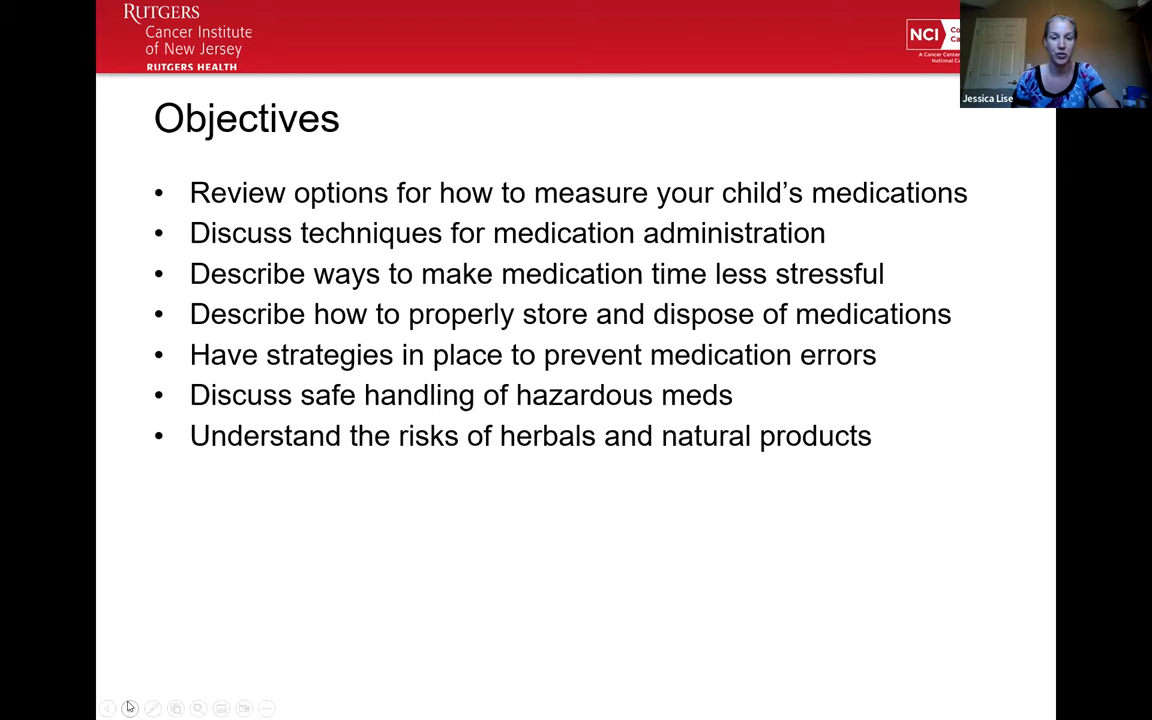 RUTGERS
Cancer Institute
of New Jersey
RUTGERS HEALTH
NCI
Co
Ca
A Cancer Cente
National Ca
Jessica Lise
Objectives
• Review options for how to measure your child’s medications
• Discuss techniques for medication administration
• Describe ways to make medication time less stressful
• Describe how to properly store and dispose of medications
• Have strategies in place to prevent medication errors
• Discuss safe handling of hazardous meds
• Understand the risks of herbals and natural products